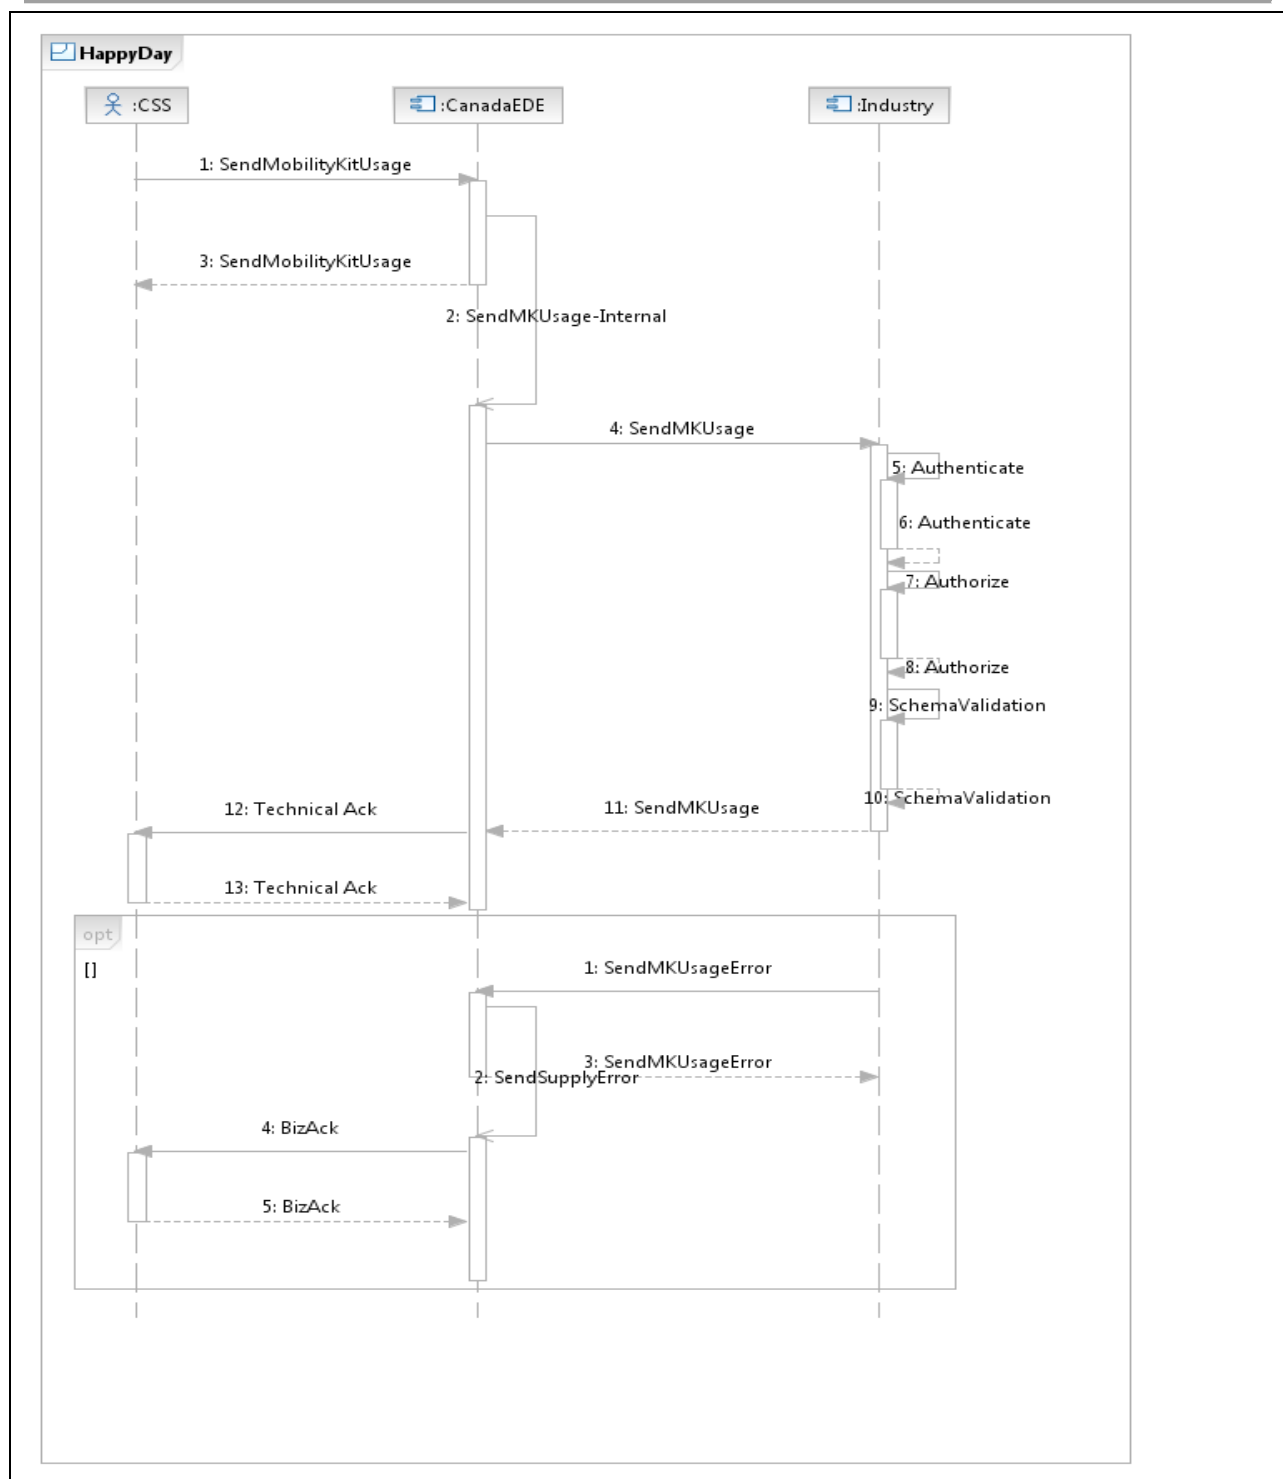 HappyDay
:CSS
:CanadaEDE
:Industry
1: SendMobilityKitUsage
3: SendMobilityKitUsage
2: SendMKUsage-Internal
4: SendMKUsage
5: Authenticate
6: Authenticate
7: Authorize
8: Authorize
9: SchemaValidation
10: SchemaValidation
12: Technical Ack
11: SendMKUsage
13: Technical Ack
opt
[]
1: SendMKUsageError
3: SendMKUsageError
2: SendSupplyError
4: BizAck
5: BizAck